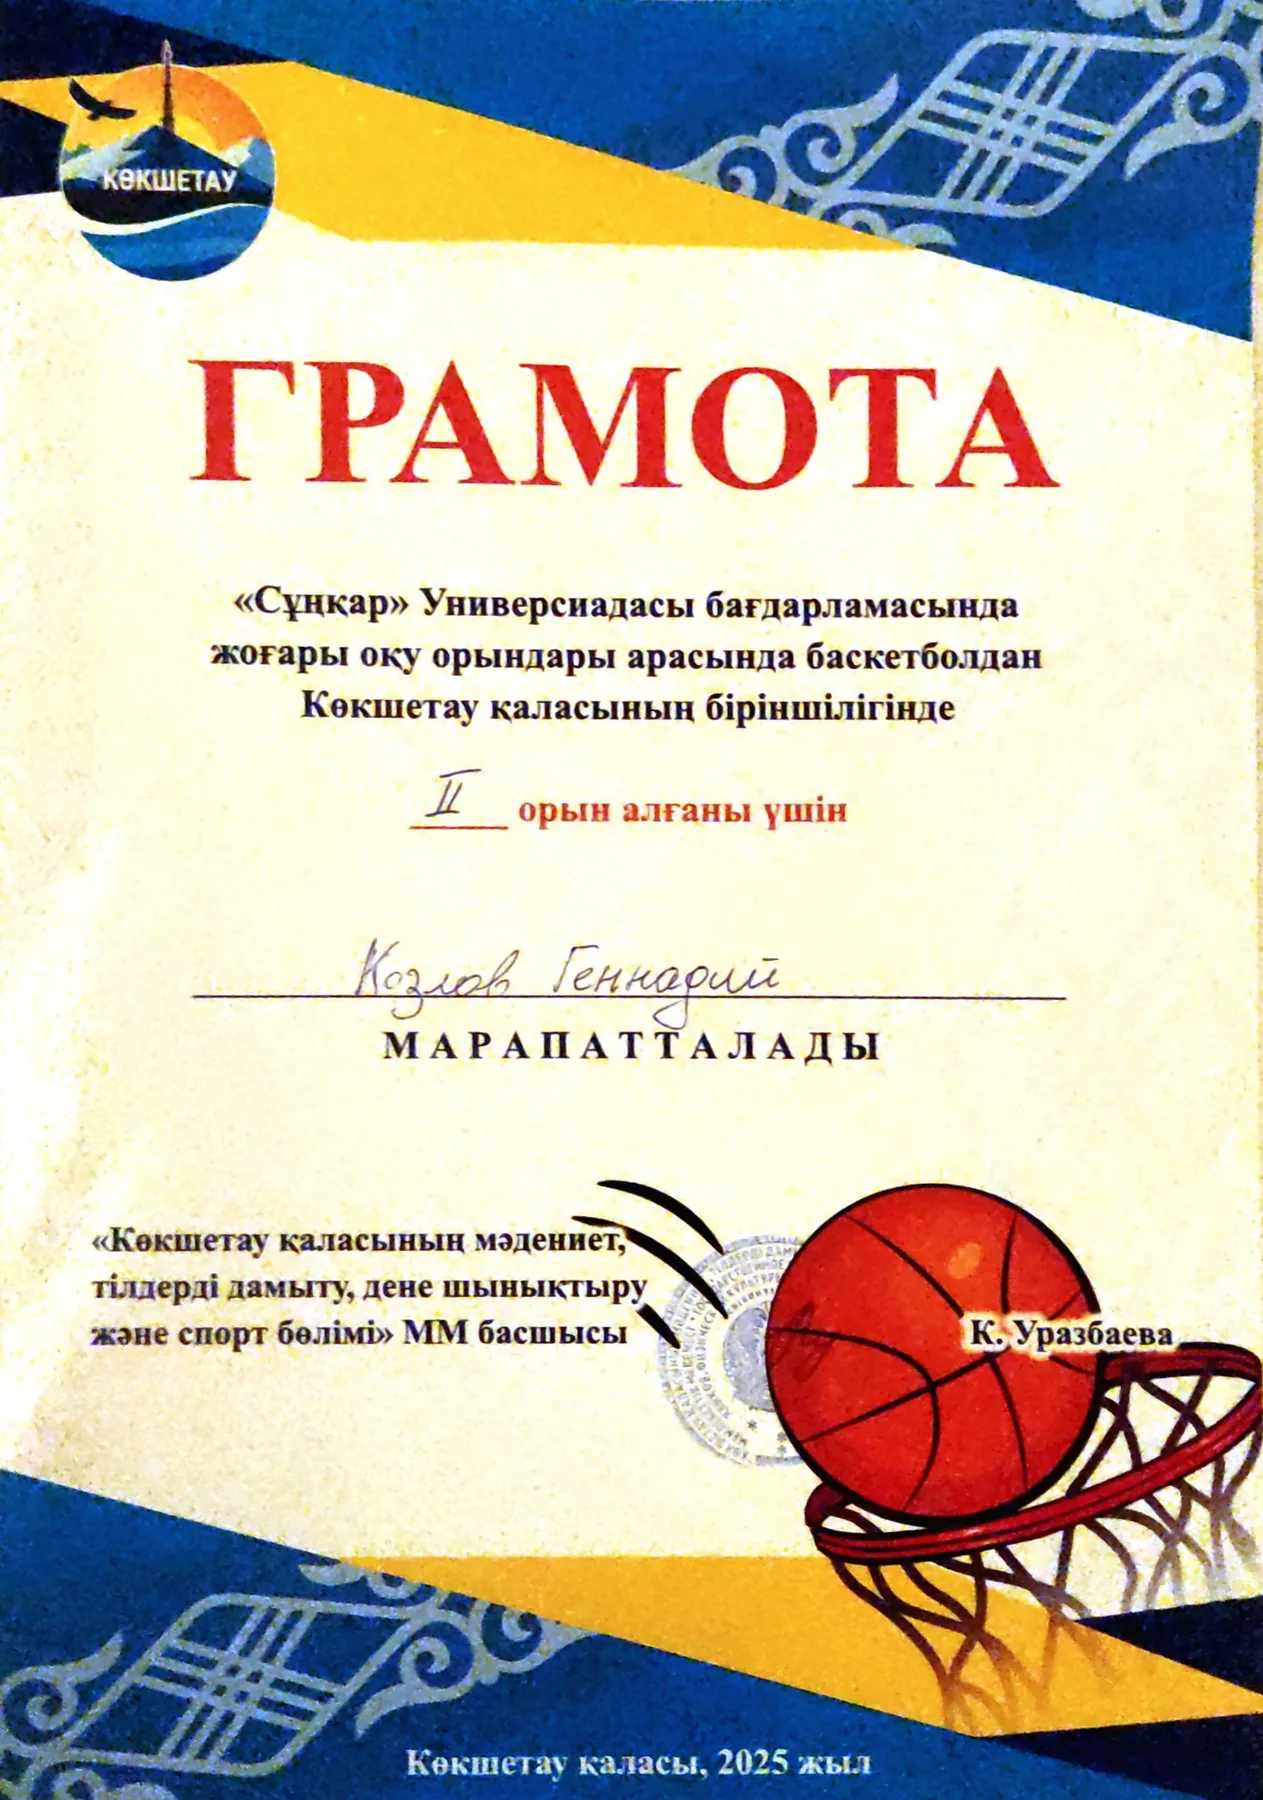 КӨКШЕТАУ
ГРАМОТА
«Сұңқар» Универсиадасы бағдарламасында
жоғары оқу орындары арасында баскетболдан
Көкшетау қаласының біріншілігінде
II орын алғаны үшін
Козлов Геннадий
МАРАПАТТАЛАДЫ
«Көкшетау қаласының мәдениет,
тілдерді дамыту, дене шынықтыру
және спорт бөлімі» ММ басшысы
К. Уразбаева
Көкшетау қаласы, 2025 жыл